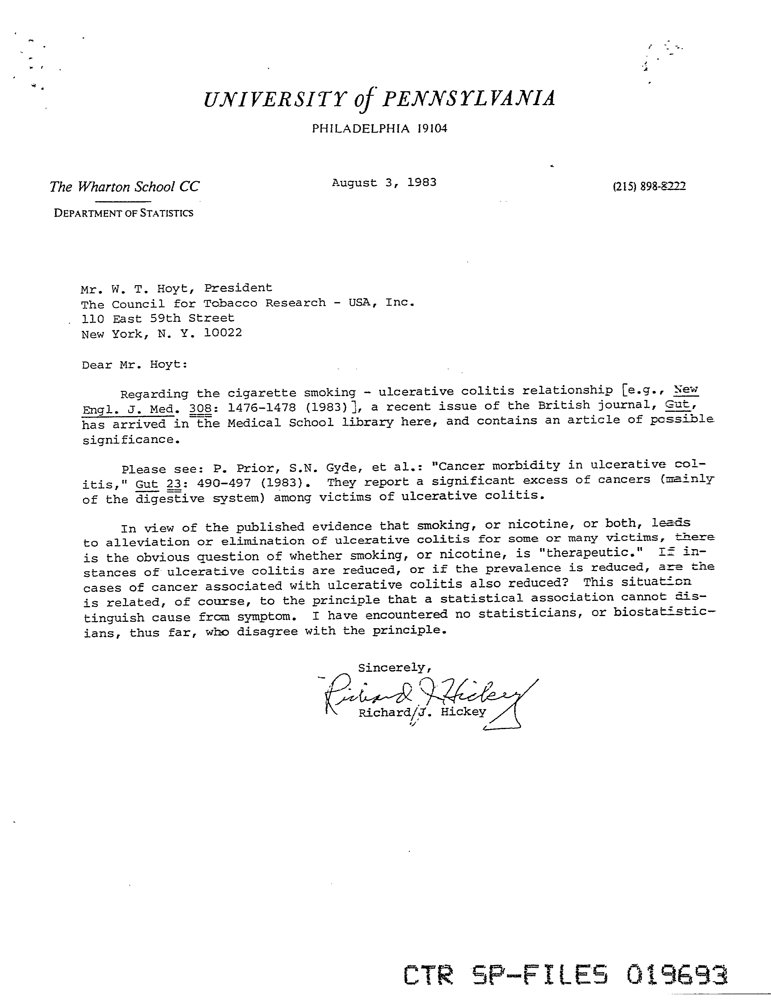 UNIVERSITY of PENNSYLVANIA
PHILADELPHIA 19104
The Wharton School CC
August 3, 1983
(215) 898-8222
DEPARTMENT OF STATISTICS
Mr. W. T. Hoyt, President
The Council for Tobacco Research - USA, Inc.
110 East 59th Street
New York, N. Y. 10022
Dear Mr. Hoyt:
Regarding the cigarette smoking - ulcerative colitis relationship [e.g., New
Engl. J. Med. 308: 1476-1478 (1983)], a recent issue of the British journal, Gut,
has arrived in the Medical School library here, and contains an article of possible
significance.
Please see: P. Prior, S.N. Gyde, et al.: "Cancer morbidity in ulcerative col-
itis," Gut 23: 490-497 (1983). They report a significant excess of cancers (mainly
of the digestive system) among victims of ulcerative colitis.
In view of the published evidence that smoking, or nicotine, or both, leads
to alleviation or elimination of ulcerative colitis for some or many victims, there
is the obvious question of whether smoking, or nicotine, is "therapeutic." If in-
stances of ulcerative colitis are reduced, or if the prevalence is reduced, are the
cases of cancer associated with ulcerative colitis also reduced? This situation
is related, of course, to the principle that a statistical association cannot dis-
tinguish cause from symptom. I have encountered no statisticians, or biostatistic-
ians, thus far, who disagree with the principle.
Sincerely,
Richard J. Hickey
Richard J. Hickey
CTR SP-FILES 019693